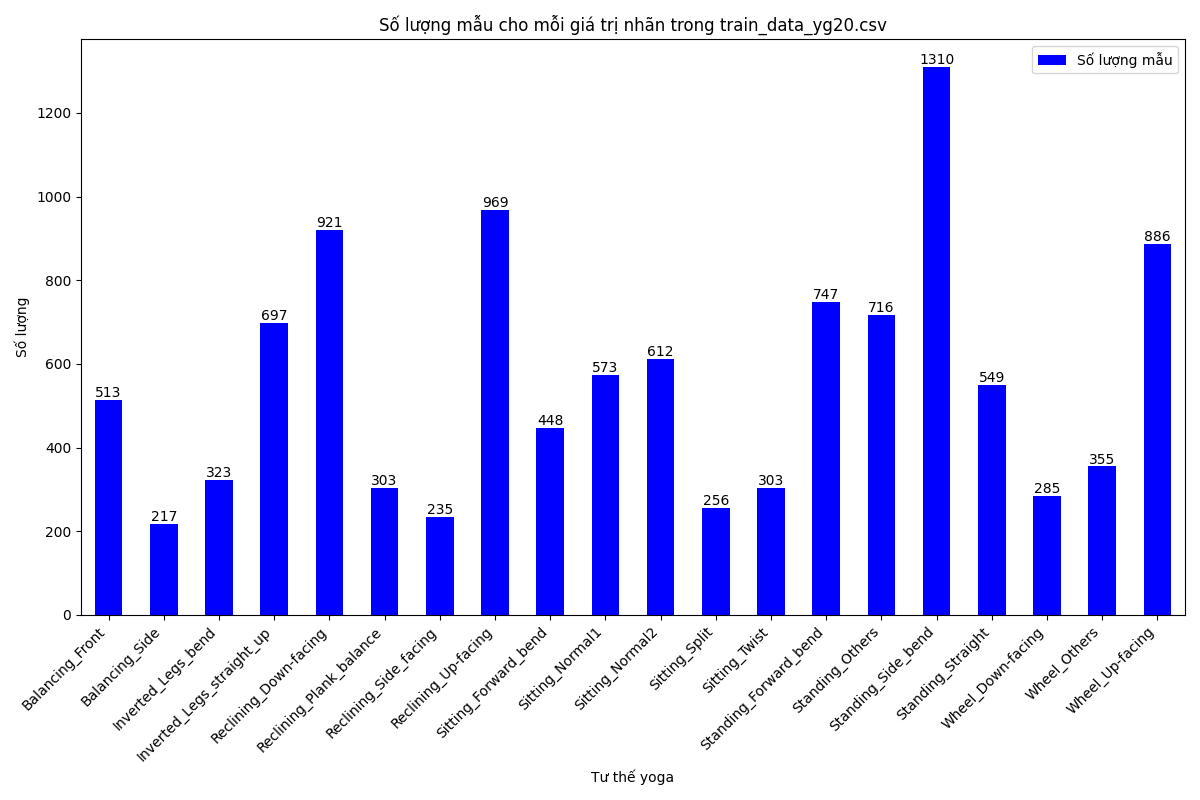 Số lượng mẫu cho mỗi giá trị nhãn trong train_data_yg20.csv
Số lượng mẫu
Số lượng
1200
1000
800
600
400
200
0
513
217
323
697
921
303
235
969
448
573
612
256
303
747
716
1310
549
285
355
886
Balancing_Front
Balancing_Side
Inverted_Legs_bend
Inverted_Legs_straight_up
Reclining_Down-facing
Reclining_Plank_balance
Reclining_Side_facing
Reclining_Up-facing
Sitting_Forward_bend
Sitting_Normal1
Sitting_Normal2
Sitting_Split
Sitting_Twist
Standing_Forward_bend
Standing_Others
Standing_Side_bend
Standing_Straight
Wheel_Down-facing
Wheel_Others
Wheel_Up-facing
Tư thế yoga